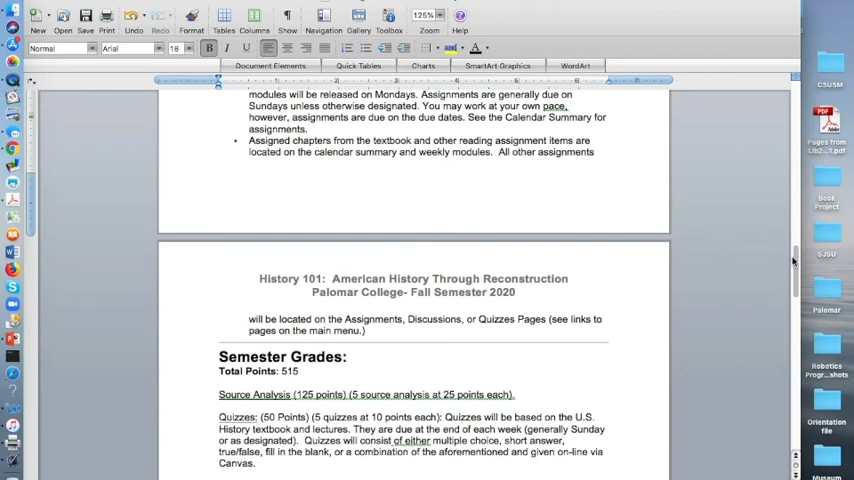 New Open Save Print Undo Redo Format Tables Columns Show Navigation Gallery Toolbox Zoom Help
125%
Normal Arial 18
Document Elements Quick Tables Charts SmartArt Graphics WordArt
modules will be released on Mondays. Assignments are generally due on
Sundays unless otherwise designated. You may work at your own pace,
however, assignments are due on the due dates. See the Calendar Summary for
assignments.
• Assigned chapters from the textbook and other reading assignment items are
located on the calendar summary and weekly modules. All other assignments
History 101: American History Through Reconstruction
Palomar College- Fall Semester 2020
will be located on the Assignments, Discussions, or Quizzes Pages (see links to
pages on the main menu.)
Semester Grades:
Total Points: 515
Source Analysis (125 points) (5 source analysis at 25 points each).
Quizzes: (50 Points) (5 quizzes at 10 points each): Quizzes will be based on the U.S.
History textbook and lectures. They are due at the end of each week (generally Sunday
or as designated). Quizzes will consist of either multiple choice, short answer,
true/false, fill in the blank, or a combination of the aforementioned and given on-line via
Canvas.
CSUSM
Pages from
Lib2...1.pdf
Book
Project
SJSU
Palomar
Robotics
Progr...shots
Orientation
file
Museum